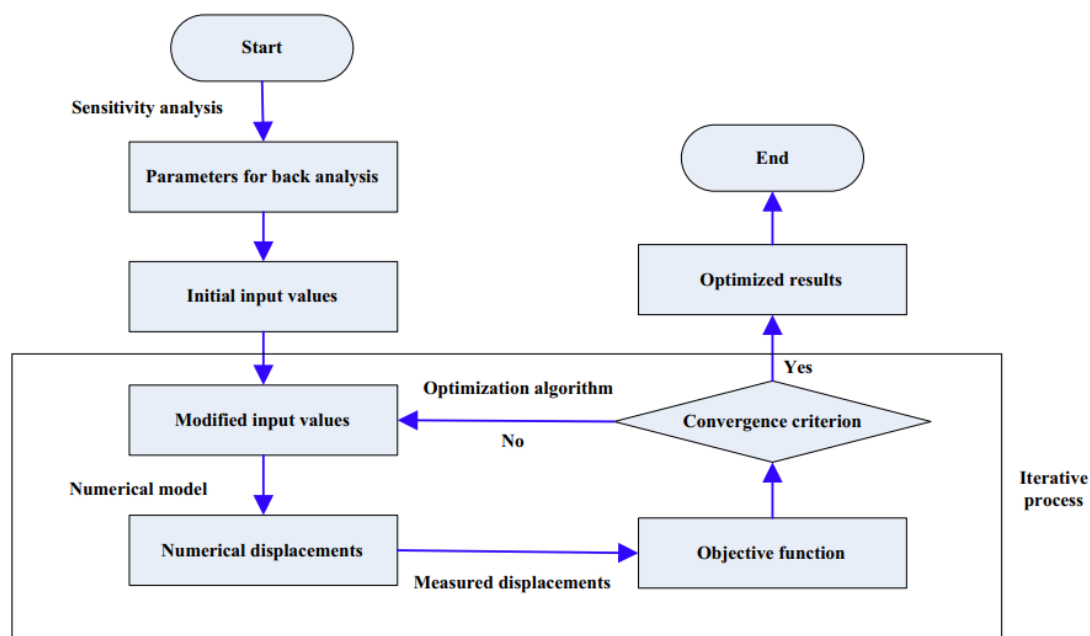 Start
Sensitivity analysis
Parameters for back analysis
Initial input values
Modified input values
Numerical model
Numerical displacements
Measured displacements
Objective function
Convergence criterion
Optimization algorithm
No
Yes
Optimized results
End
Iterative
process